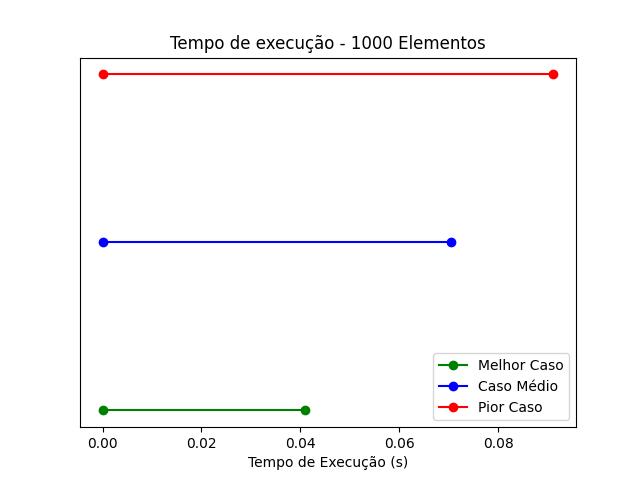 Tempo de execução - 1000 Elementos
Melhor Caso
Caso Médio
Pior Caso
0.00 0.02 0.04 0.06 0.08
Tempo de Execução (s)